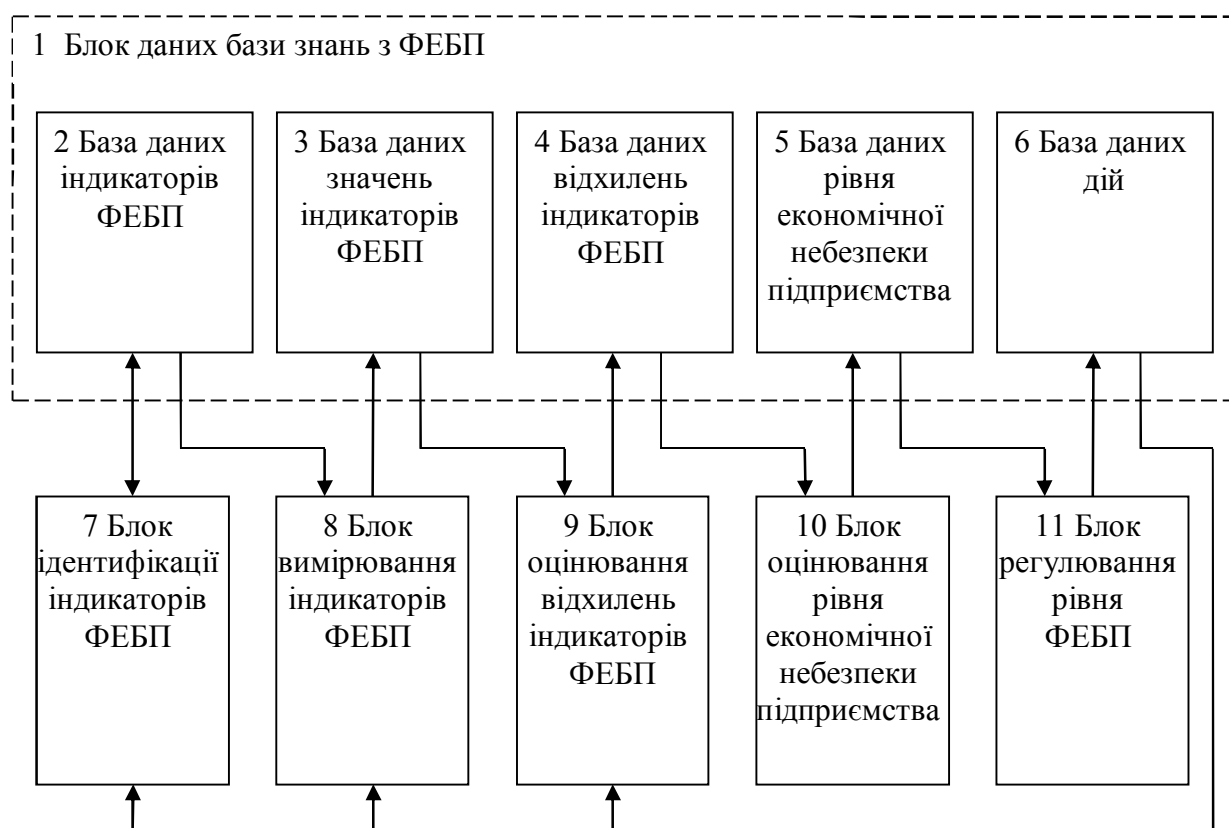 1 Блок даних бази знань з ФЕБП
2 База даних
індикаторів
ФЕБП
3 База даних
значень
індикаторів
ФЕБП
4 База даних
відхилень
індикаторів
ФЕБП
5 База даних
рівня
економічної
небезпеки
підприємства
6 База даних
дій
7 Блок
ідентифікації
індикаторів
ФЕБП
8 Блок
вимірювання
індикаторів
ФЕБП
9 Блок
оцінювання
відхилень
індикаторів
ФЕБП
10 Блок
оцінювання
рівня
економічної
небезпеки
підприємства
11 Блок
регулювання
рівня
ФЕБП